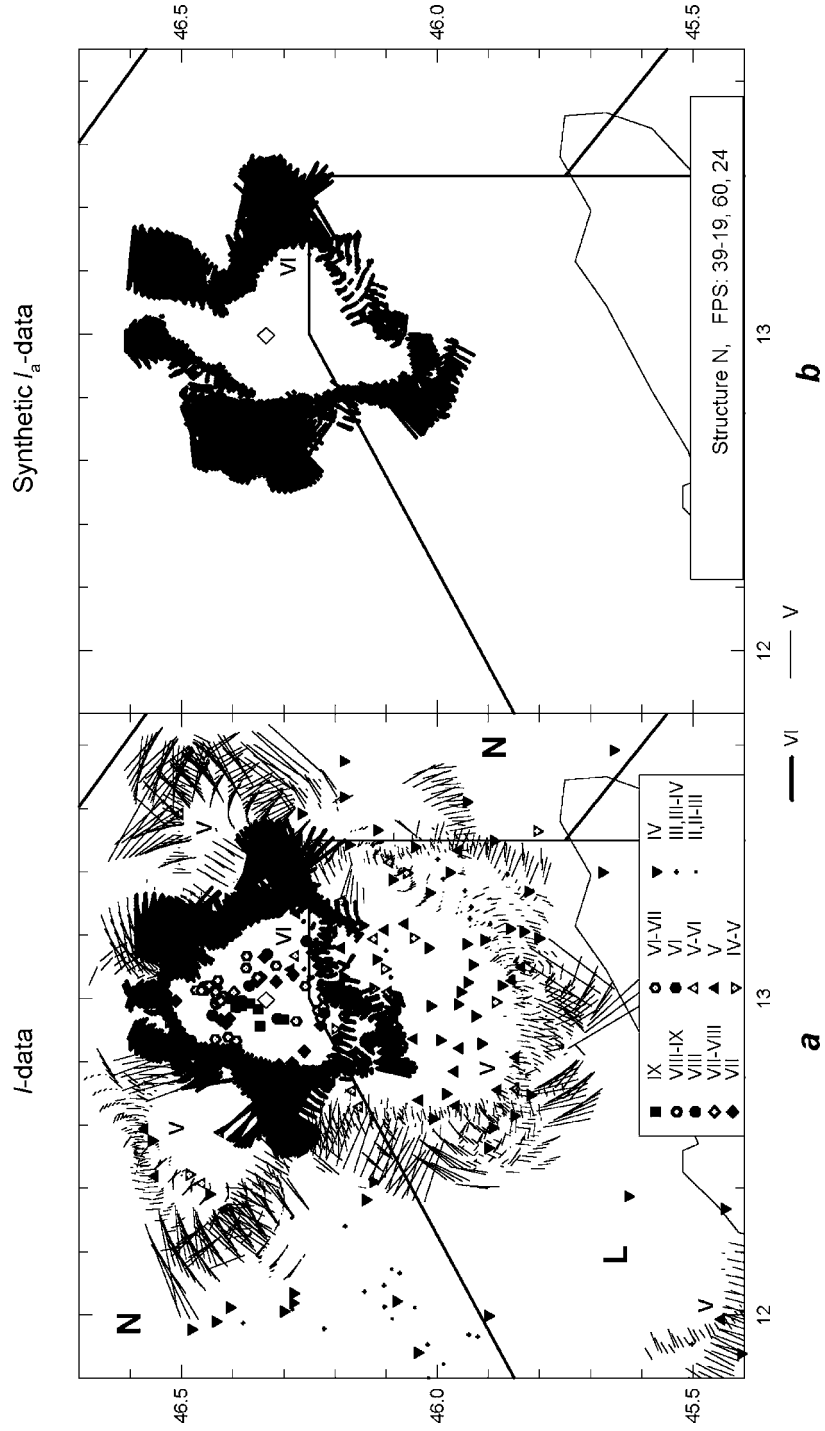 I-data
Synthetic Ia-data
46.5
46.0
45.5
12
13
N
N
L
V
V
V
V
VI
IX
VIII-IX
VIII
VII-VIII
VII
VI-VII
VI
V-VI
V
IV-V
IV
III,III-IV
II,II-III
a
12
13
46.5
46.0
45.5
VI
Structure N, FPS: 39-19, 60, 24
b
VI
V